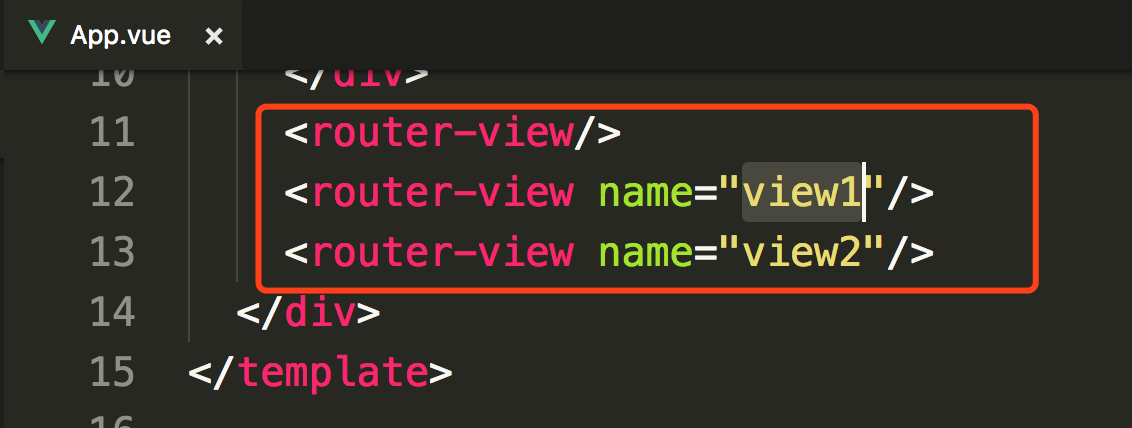 App.vue ×
10 </div>
11 <router-view/>
12 <router-view name="view1"/>
13 <router-view name="view2"/>
14 </div>
15 </template>
16